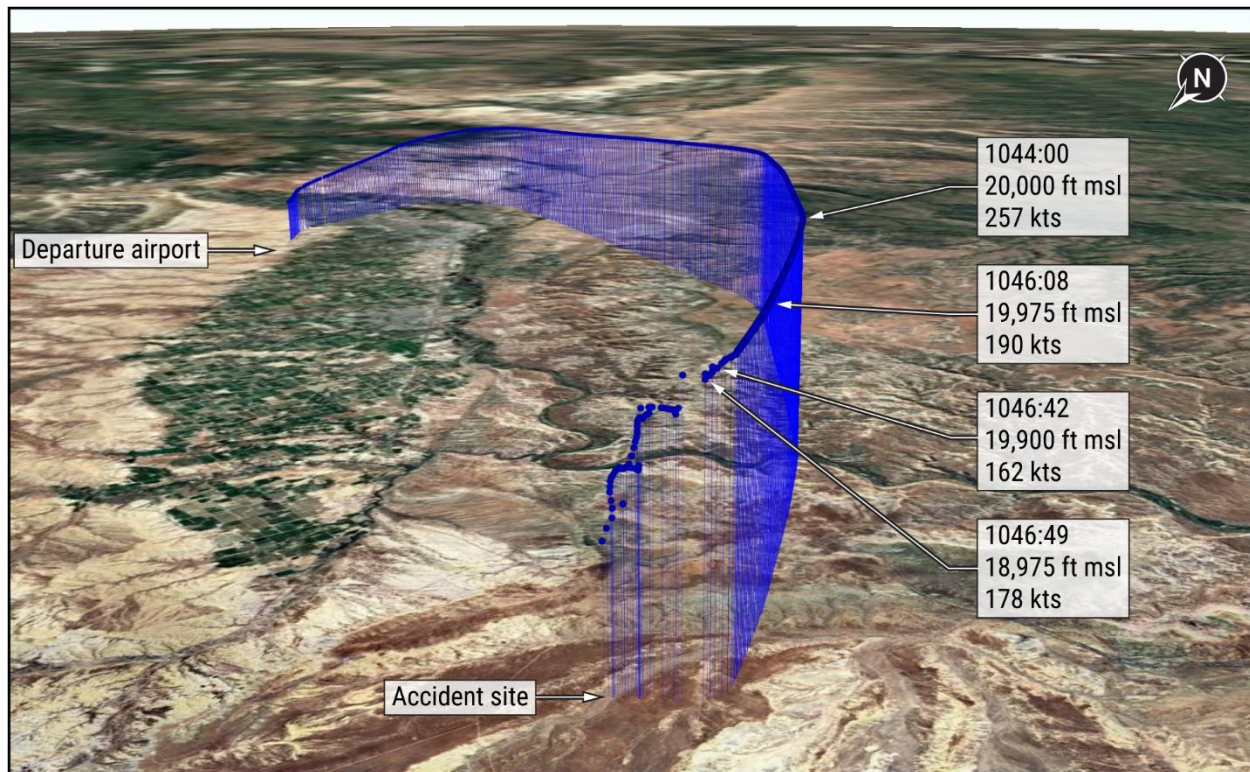 N
Departure airport
1044:00
20,000 ft msl
257 kts
1046:08
19,975 ft msl
190 kts
1046:42
19,900 ft msl
162 kts
1046:49
18,975 ft msl
178 kts
Accident site